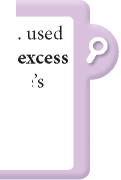 . used
excess
's